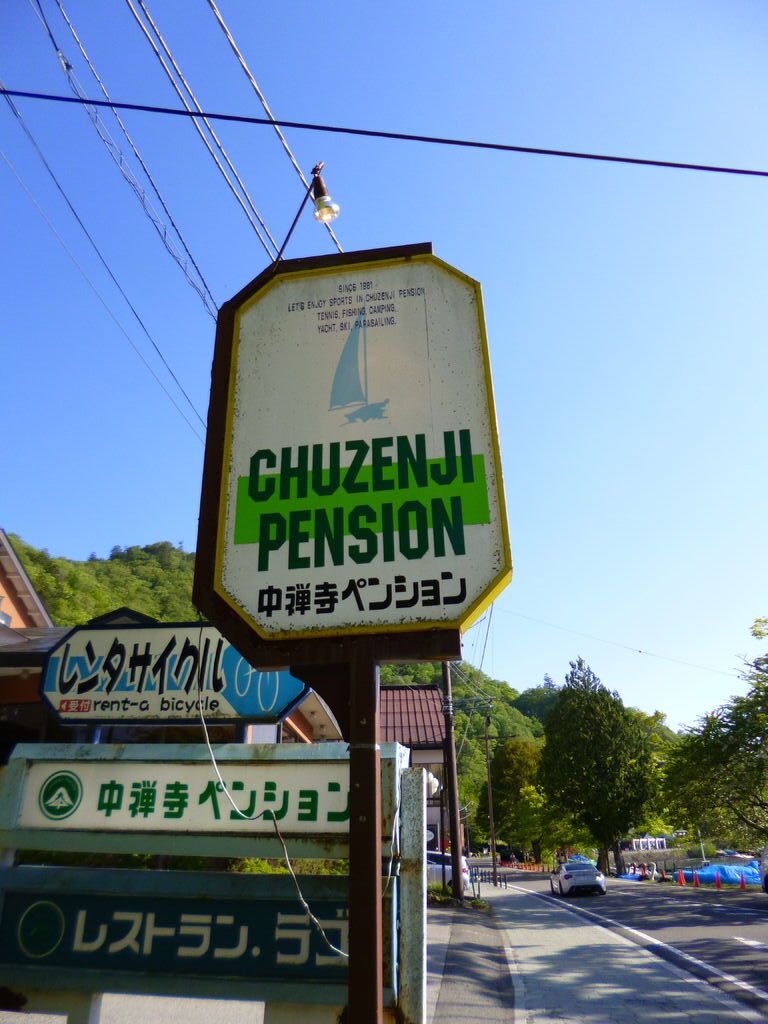 SINCE 1981
LET'S ENJOY SPORTS IN CHUZENJI PENSION
TENNIS, FISHING, CAMPING,
YACHT, SKI, PARASAILING.
CHUZENJI
PENSION
中禅寺ペンション
レンタサイクル
受付 rent-a bicycle
中禅寺ペンション
レストラン.ラゴ